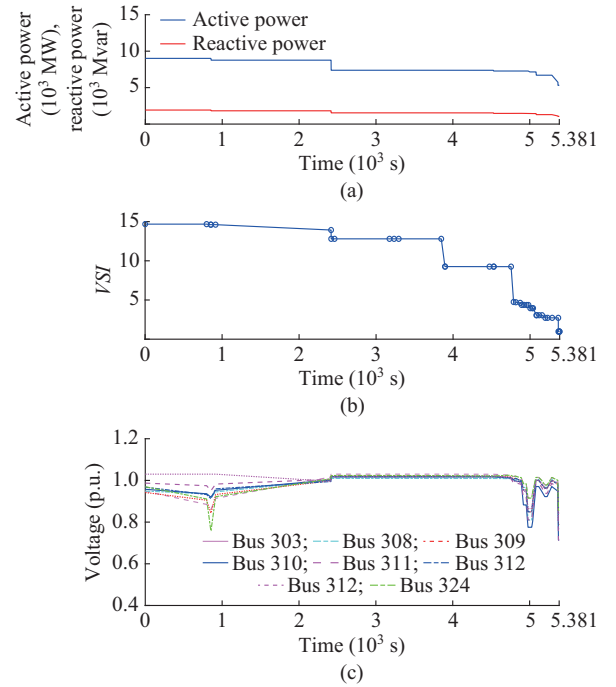 Active power
(10³ MW),
reactive power
(10³ Mvar)
15
10
5
Active power
Reactive power
0
1
2
3
4
5
5.381
Time (10³ s)
(a)
VSI
15
10
5
0
1
2
3
4
5
5.381
Time (10³ s)
(b)
Voltage (p.u.)
1.2
1.0
0.8
0.6
0.4
Bus 303; Bus 308; Bus 309
Bus 310; Bus 311; Bus 312
Bus 312; Bus 324
0
1
2
3
4
5
5.381
Time (10³ s)
(c)